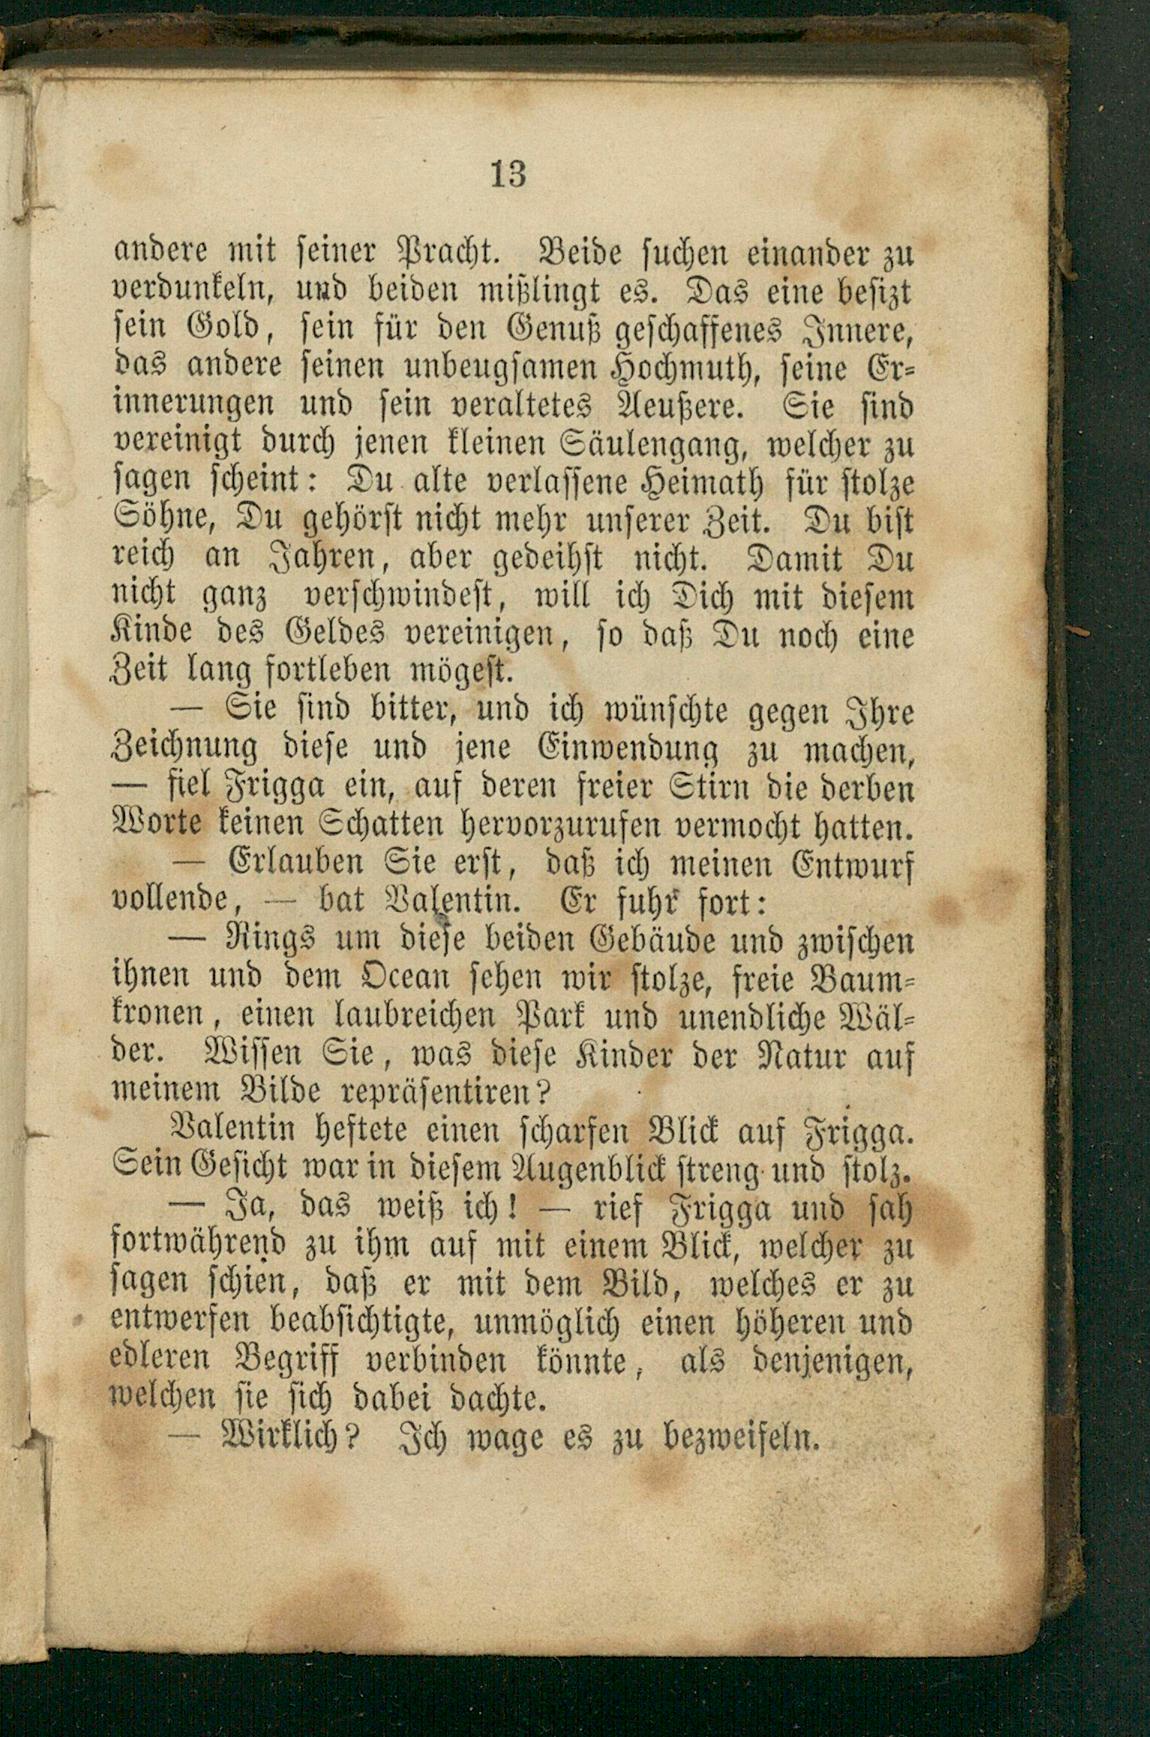 13
andere mit seiner Pracht. Beide suchen einander zu
verdunkeln, und beiden mißlingt es. Das eine besizt
sein Gold, sein für den Genuß geschaffenes Innere,
das andere seinen unbeugsamen Hochmuth, seine Er-
innerungen und sein veraltetes Aeußere. Sie sind
vereinigt durch jenen kleinen Säulengang, welcher zu
sagen scheint: Du alte verlassene Heimath für stolze
Söhne, Du gehörst nicht mehr unserer Zeit. Du bist
reich an Jahren, aber gedeihst nicht. Damit Du
nicht ganz verschwindest, will ich Dich mit diesem
Kinde des Geldes vereinigen, so daß Du noch eine
Zeit lang fortleben mögest.
— Sie sind bitter, und ich wünschte gegen Ihre
Zeichnung diese und jene Einwendung zu machen,
— fiel Frigga ein, auf deren freier Stirn die derben
Worte keinen Schatten hervorzurufen vermocht hatten.
— Erlauben Sie erst, daß ich meinen Entwurf
vollende, — bat Valentin. Er fuhr fort:
— Rings um diese beiden Gebäude und zwischen
ihnen und dem Ocean sehen wir stolze, freie Baum-
kronen, einen laubreichen Park und unendliche Wäl-
der. Wissen Sie, was diese Kinder der Natur auf
meinem Bilde repräsentiren?
Valentin heftete einen scharfen Blick auf Frigga.
Sein Gesicht war in diesem Augenblick streng und stolz.
— Ja, das weiß ich! — rief Frigga und sah
fortwährend zu ihm auf mit einem Blick, welcher zu
sagen schien, daß er mit dem Bild, welches er zu
entwerfen beabsichtigte, unmöglich einen höheren und
edleren Begriff verbinden könnte, als denjenigen,
welchen sie sich dabei dachte.
— Wirklich? Ich wage es zu bezweifeln.